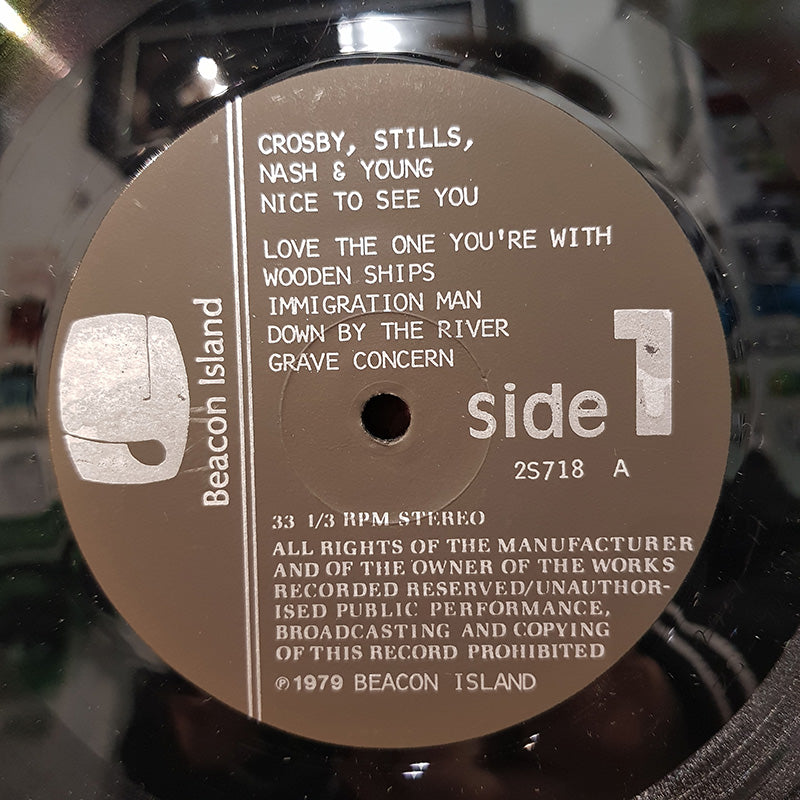 CROSBY, STILLS,
NASH & YOUNG
NICE TO SEE YOU
LOVE THE ONE YOU'RE WITH
WOODEN SHIPS
IMMIGRATION MAN
DOWN BY THE RIVER
GRAVE CONCERN
Beacon Island
side 1
2S718 A
33 1/3 RPM STEREO
ALL RIGHTS OF THE MANUFACTURER
AND OF THE OWNER OF THE WORKS
RECORDED RESERVED/UNAUTHOR-
ISED PUBLIC PERFORMANCE,
BROADCASTING AND COPYING
OF THIS RECORD PROHIBITED
℗1979 BEACON ISLAND